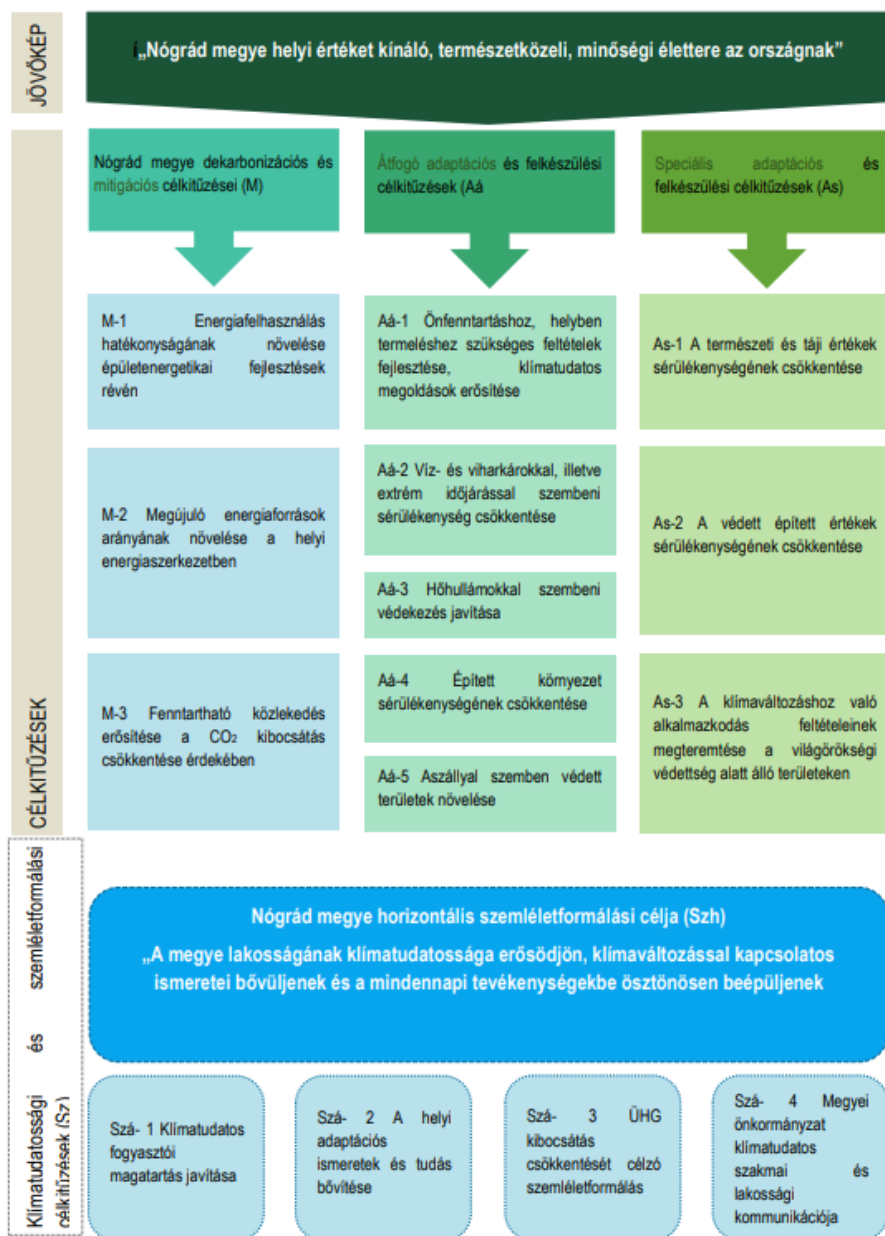 JÖVŐKÉP
„Nógrád megye helyi értéket kínáló, természetközeli, minőségi élettere az országnak”
CÉLKITŰZÉSEK
Nógrád megye dekarbonizációs és
mitigációs célkitűzései (M)
Átfogó adaptációs és felkészülési
célkitűzések (Aá
Speciális adaptációs és
felkészülési célkitűzések (As)
M-1 Energiafelhasználás
hatékonyságának növelése
épületenergetikai fejlesztések
révén
Aá-1 Önfenntartáshoz, helyben
termeléshez szükséges feltételek
fejlesztése, klímatudatos
megoldások erősítése
As-1 A természeti és táji értékek
sérülékenységének csökkentése
M-2 Megújuló energiaforrások
arányának növelése a helyi
energiaszerkezetben
Aá-2 Víz- és viharkárokkal, illetve
extrém időjárással szembeni
sérülékenység csökkentése
Aá-3 Hőhullámokkal szembeni
védekezés javítása
As-2 A védett épített értékek
sérülékenységének csökkentése
M-3 Fenntartható közlekedés
erősítése a CO₂ kibocsátás
csökkentése érdekében
Aá-4 Épített környezet
sérülékenységének csökkentése
Aá-5 Aszállyal szemben védett
területek növelése
As-3 A klímaváltozáshoz való
alkalmazkodás feltételeinek
megteremtése a világörökségi
védettség alatt álló területeken
Klímatudatossági és szemléletformálási
célkitűzések (Sz)
Nógrád megye horizontális szemléletformálási célja (Szh)
„A megye lakosságának klímatudatossága erősödjön, klímaváltozással kapcsolatos
ismeretei bővüljenek és a mindennapi tevékenységekbe ösztönösen beépüljenek
Szá- 1 Klímatudatos
fogyasztói
magatartás javítása
Szá- 2 A helyi
adaptációs
ismeretek és tudás
bővítése
Szá- 3 ÜHG
kibocsátás
csökkentését célzó
szemléletformálás
Szá- 4 Megyei
önkormányzat
klímatudatos
szakmai és
lakossági
kommunikációja